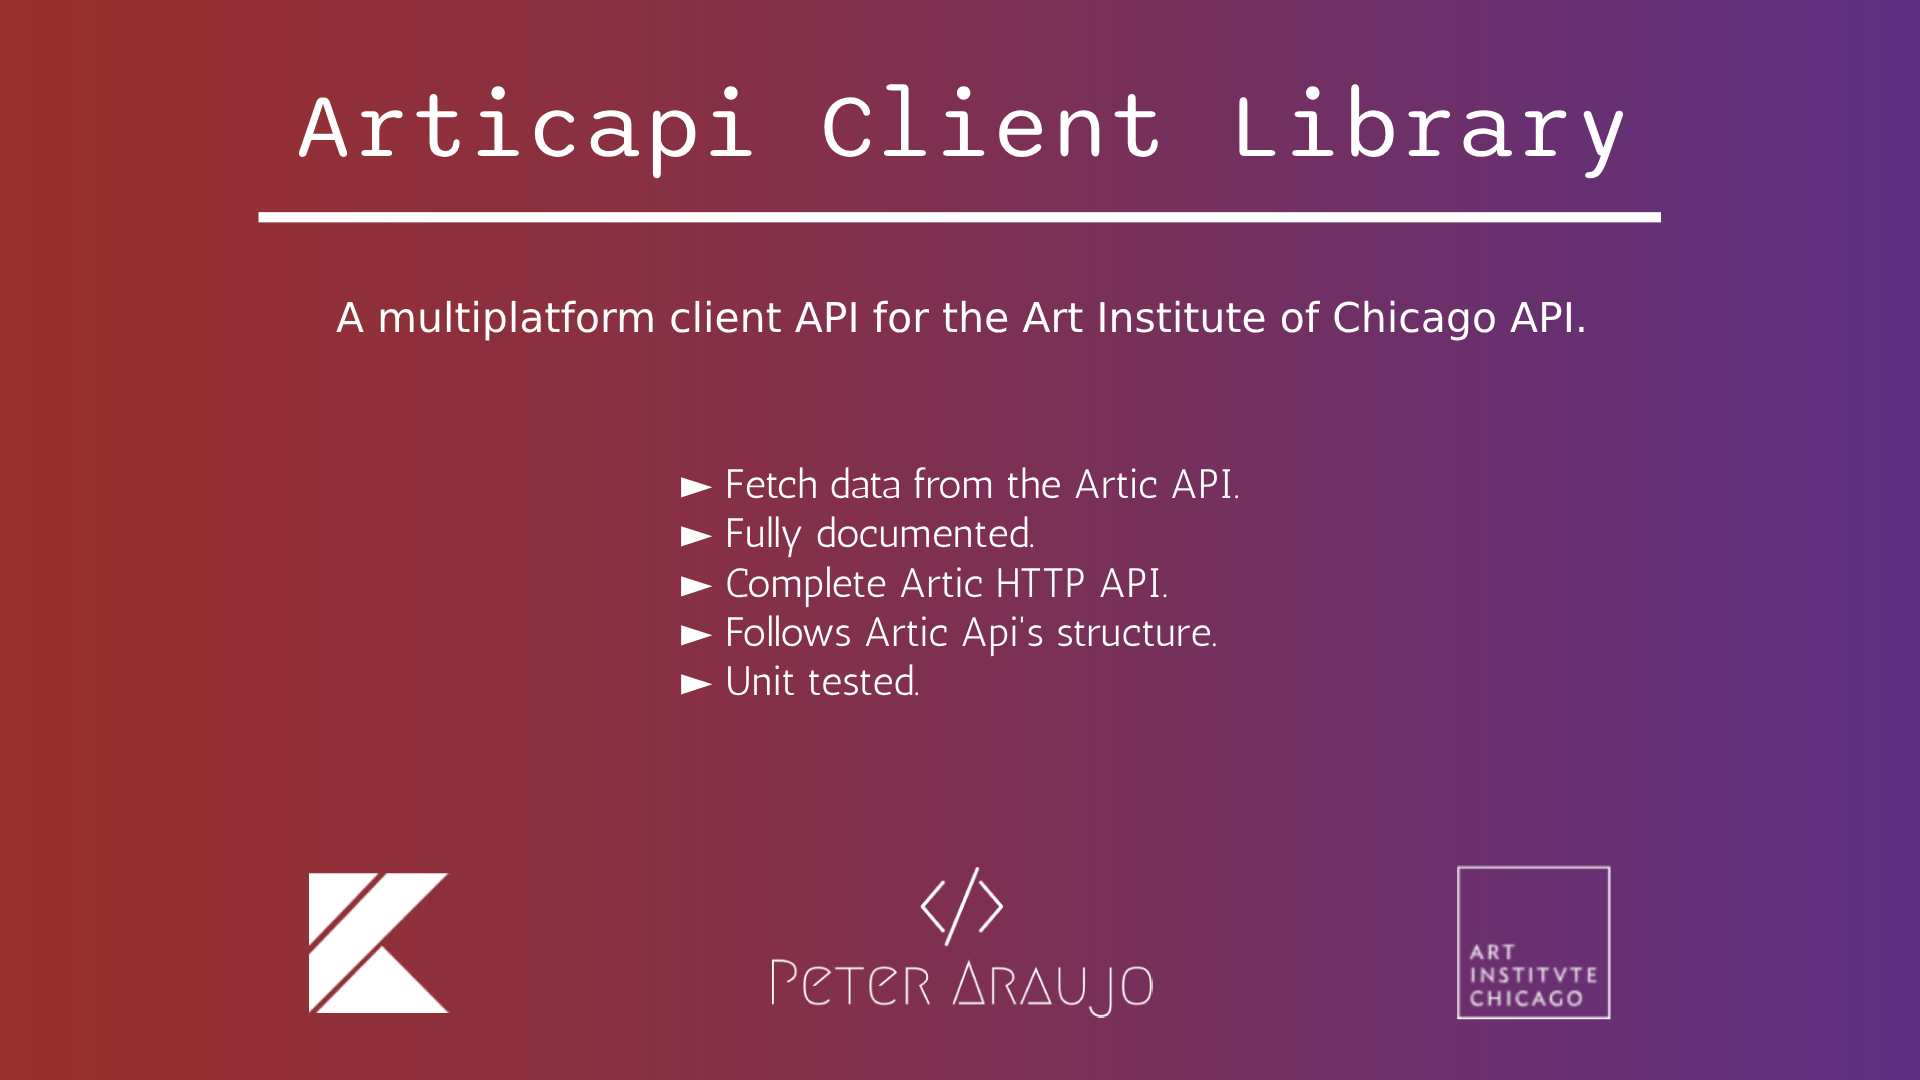 Articapi Client Library
A multiplatform client API for the Art Institute of Chicago API.
► Fetch data from the Artic API.
► Fully documented.
► Complete Artic HTTP API.
► Follows Artic Api's structure.
► Unit tested.
</>
Peter Araujo
ART
INSTITVTE
CHICAGO